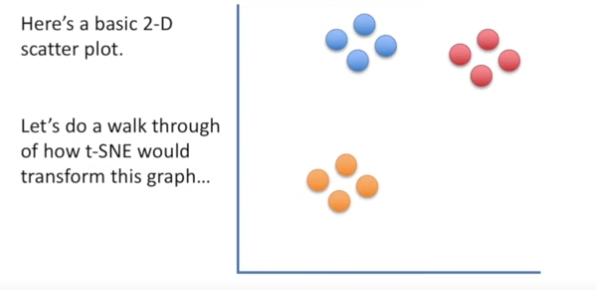 Here’s a basic 2-D
scatter plot.
Let’s do a walk through
of how t-SNE would
transform this graph...